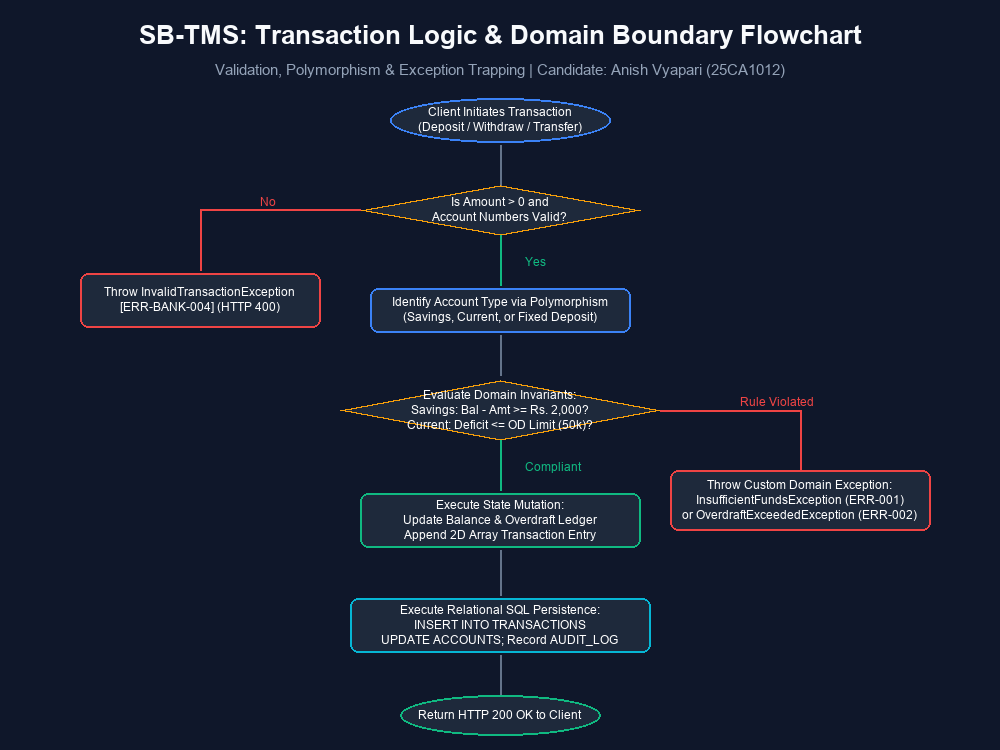 SB-TMS: Transaction Logic & Domain Boundary Flowchart
Validation, Polymorphism & Exception Trapping | Candidate: Anish Vyapari (25CA1012)
Client Initiates Transaction
(Deposit / Withdraw / Transfer)
Is Amount > 0 and
Account Numbers Valid?
No
Yes
Throw InvalidTransactionException
[ERR-BANK-004] (HTTP 400)
Identify Account Type via Polymorphism
(Savings, Current, or Fixed Deposit)
Evaluate Domain Invariants:
Savings: Bal - Amt >= Rs. 2,000?
Current: Deficit <= OD Limit (50k)?
Rule Violated
Compliant
Throw Custom Domain Exception:
InsufficientFundsException (ERR-001)
or OverdraftExceededException (ERR-002)
Execute State Mutation:
Update Balance & Overdraft Ledger
Append 2D Array Transaction Entry
Execute Relational SQL Persistence:
INSERT INTO TRANSACTIONS
UPDATE ACCOUNTS; Record AUDIT_LOG
Return HTTP 200 OK to Client